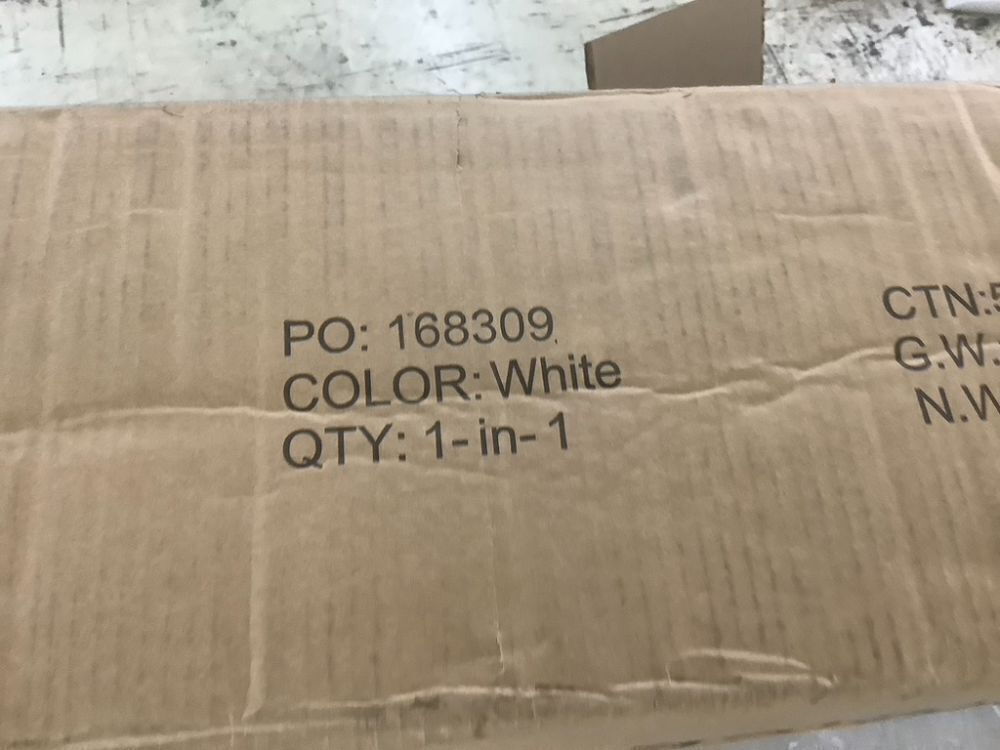 PO: 168309
COLOR: White
QTY: 1-in-1
CTN:
G.W.
N.W